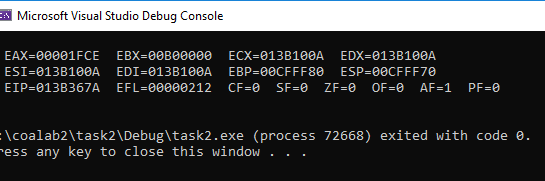 Microsoft Visual Studio Debug Console
EAX=00001FCE EBX=00B00000 ECX=013B100A EDX=013B100A
ESI=013B100A EDI=013B100A EBP=00CFFF80 ESP=00CFFF70
EIP=013B367A EFL=00000212 CF=0 SF=0 ZF=0 OF=0 AF=1 PF=0
:\coalab2\task2\Debug\task2.exe (process 72668) exited with code 0.
ress any key to close this window . . .